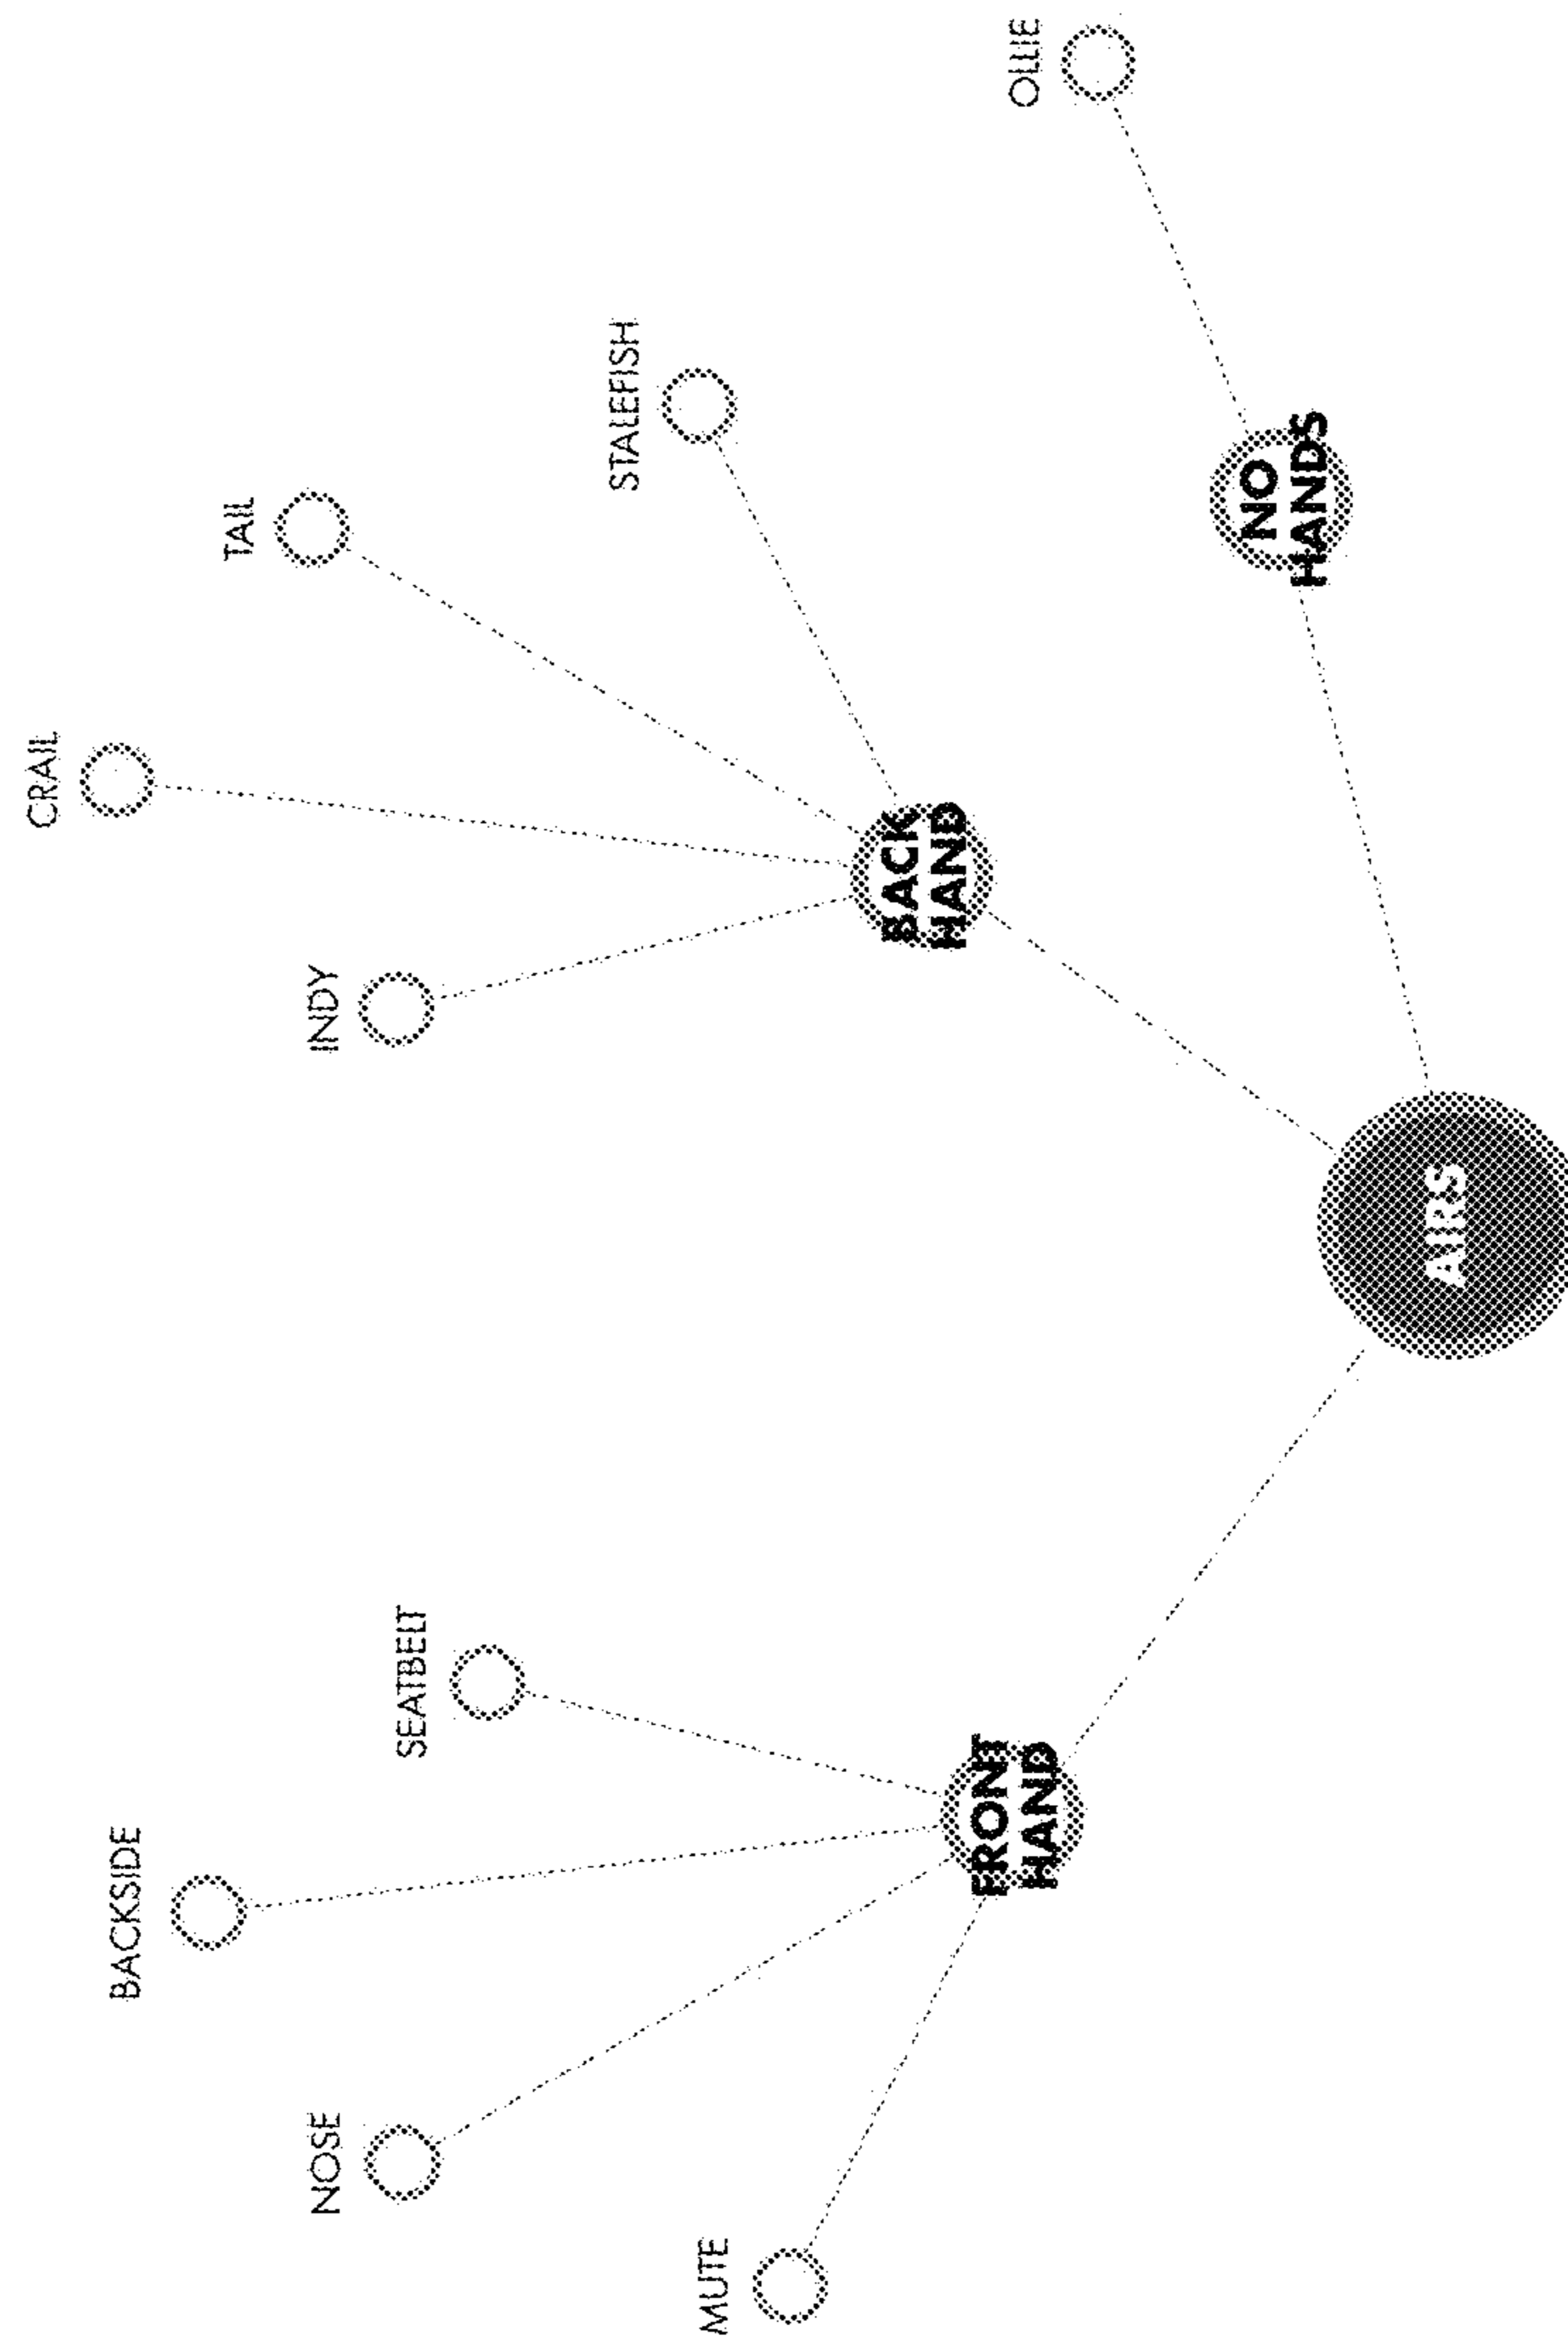 CRAIL
BACKSIDE
TAIL
INDY
NOSE
SEATBELT
STALEFISH
MUTE
BACK
HAND
FRONT
HAND
OLLIE
NO
HANDS
AIRS